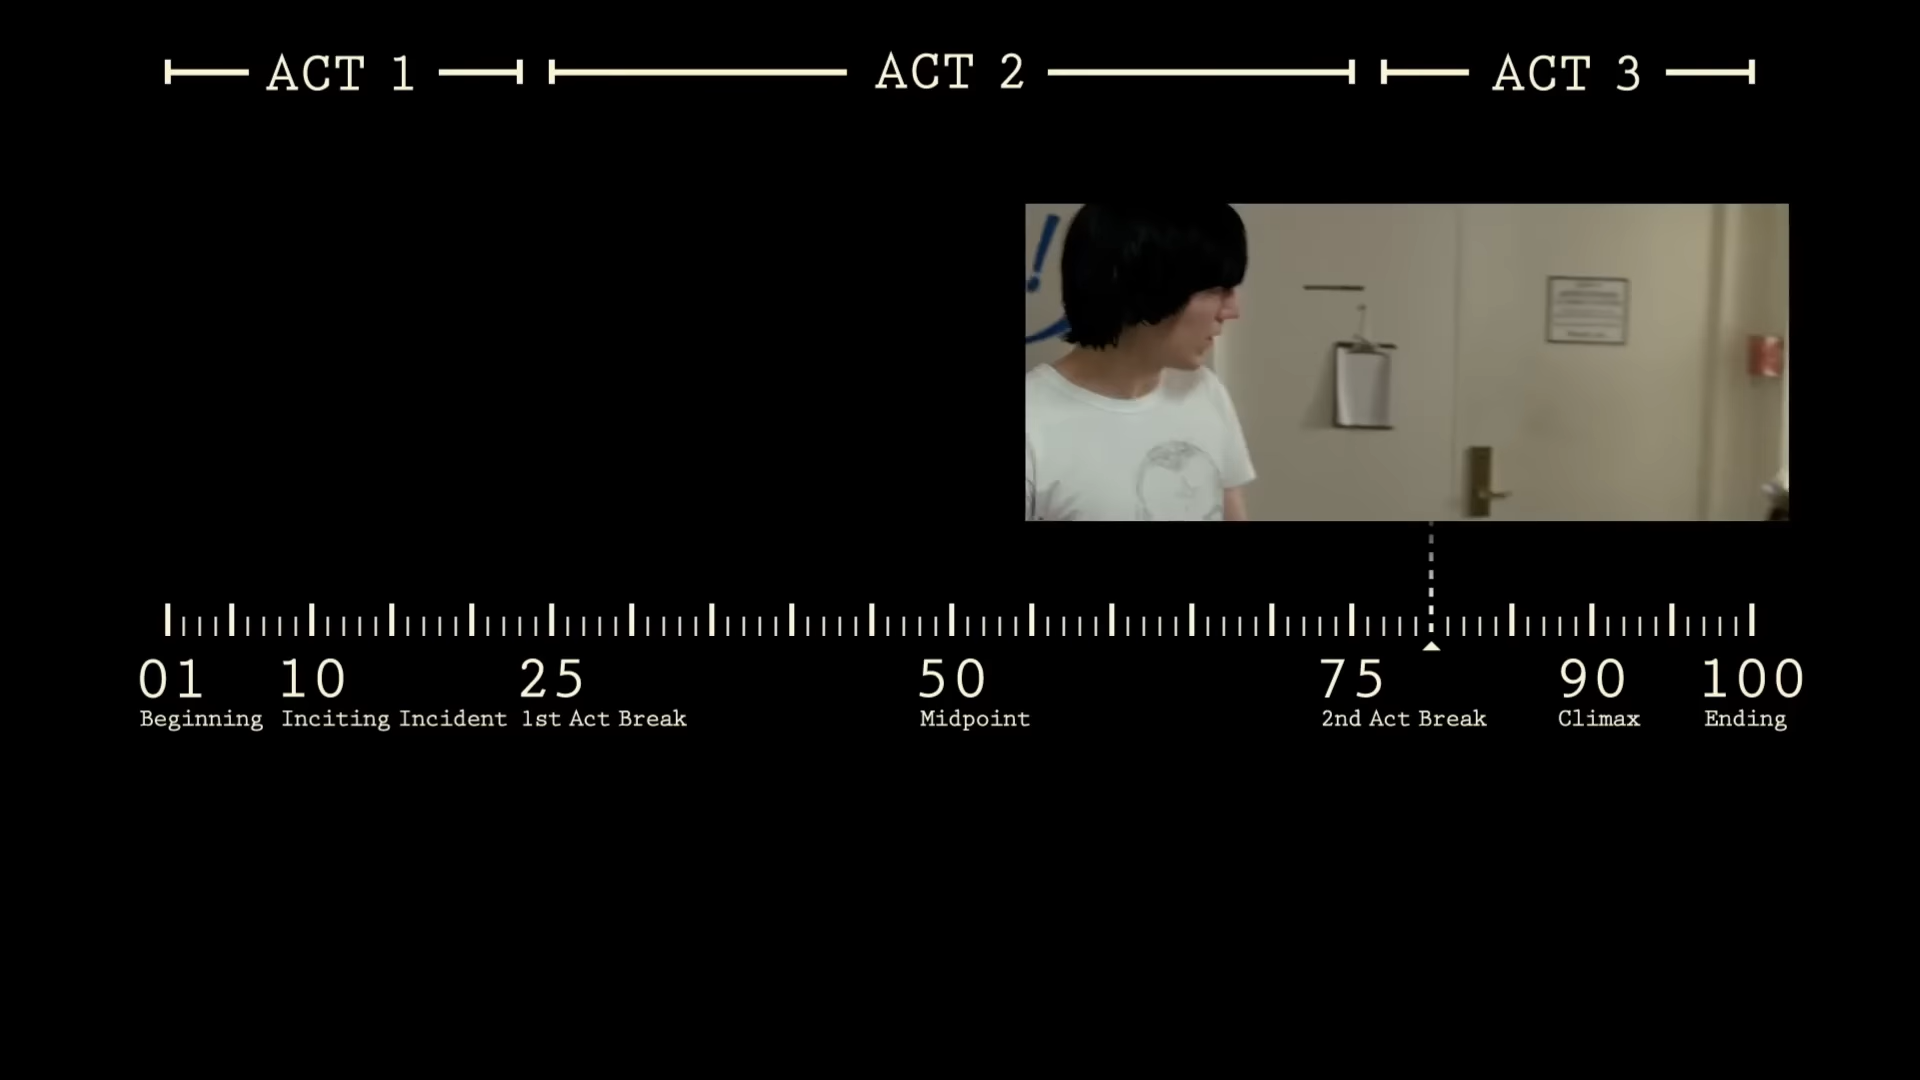 ACT 1 ACT 2 ACT 3
!
01 10 25 50 75 90 100
Beginning Inciting Incident 1st Act Break Midpoint 2nd Act Break Climax Ending